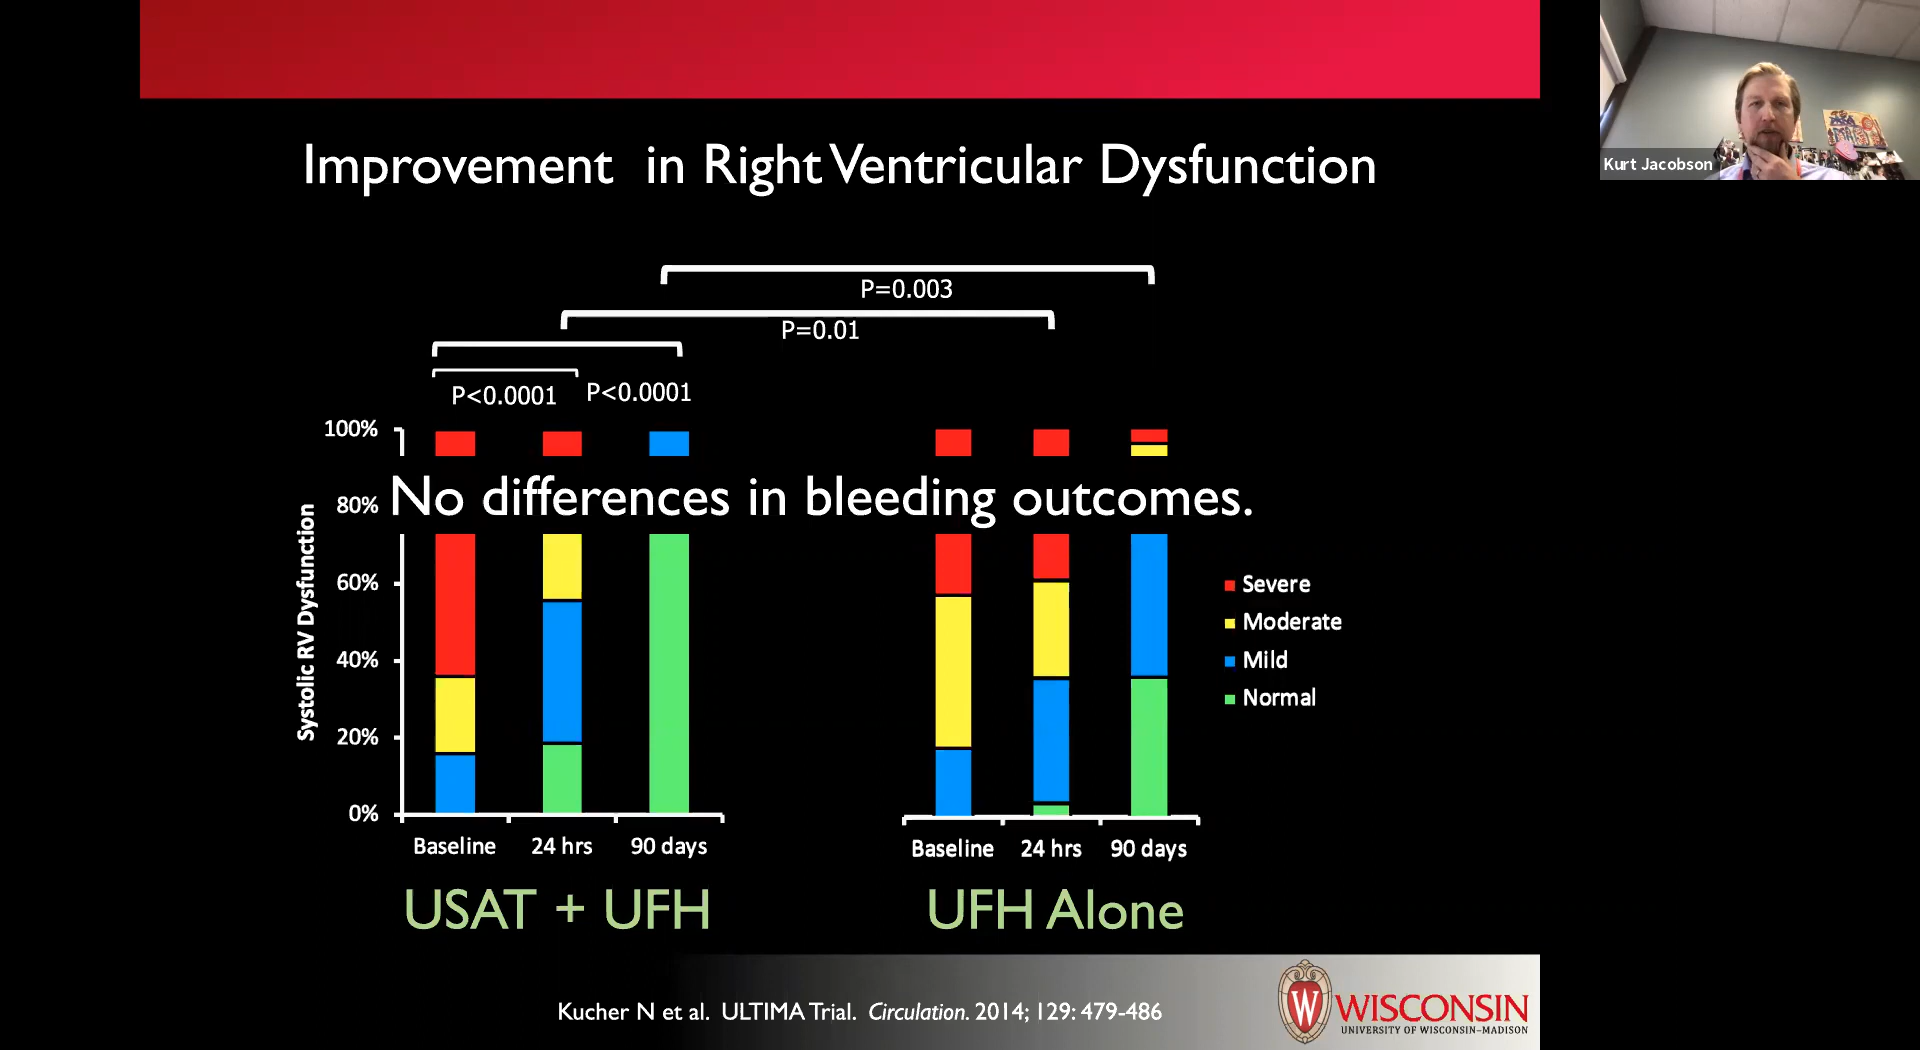 Improvement in Right Ventricular Dysfunction
Kurt Jacobson
P=0.003
P=0.01
P<0.0001 P<0.0001
100%
80%
60%
40%
20%
0%
Systolic RV Dysfunction
No differences in bleeding outcomes.
Severe
Moderate
Mild
Normal
Baseline 24 hrs 90 days
Baseline 24 hrs 90 days
USAT + UFH
UFH Alone
Kucher N et al. ULTIMA Trial. Circulation. 2014; 129: 479-486
W
WISCONSIN
UNIVERSITY OF WISCONSIN–MADISON